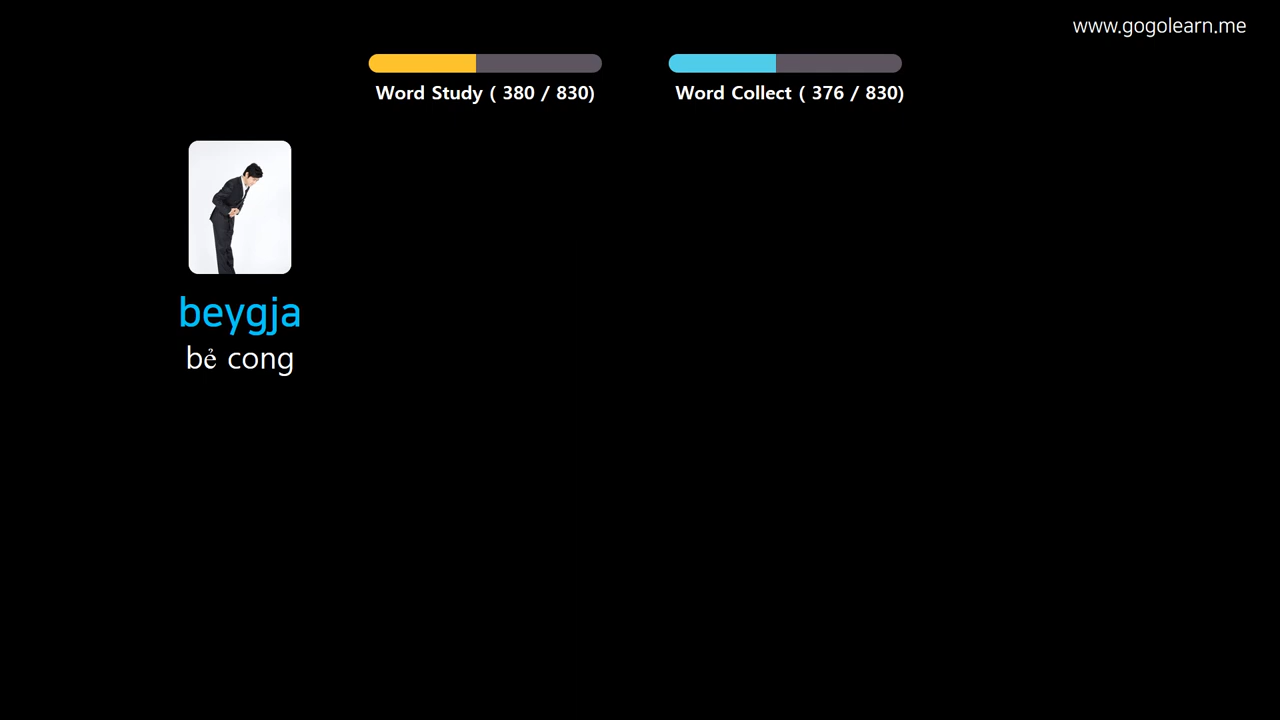 www.gogolearn.me
Word Study ( 380 / 830)
Word Collect ( 376 / 830)
beygja
bẻ cong